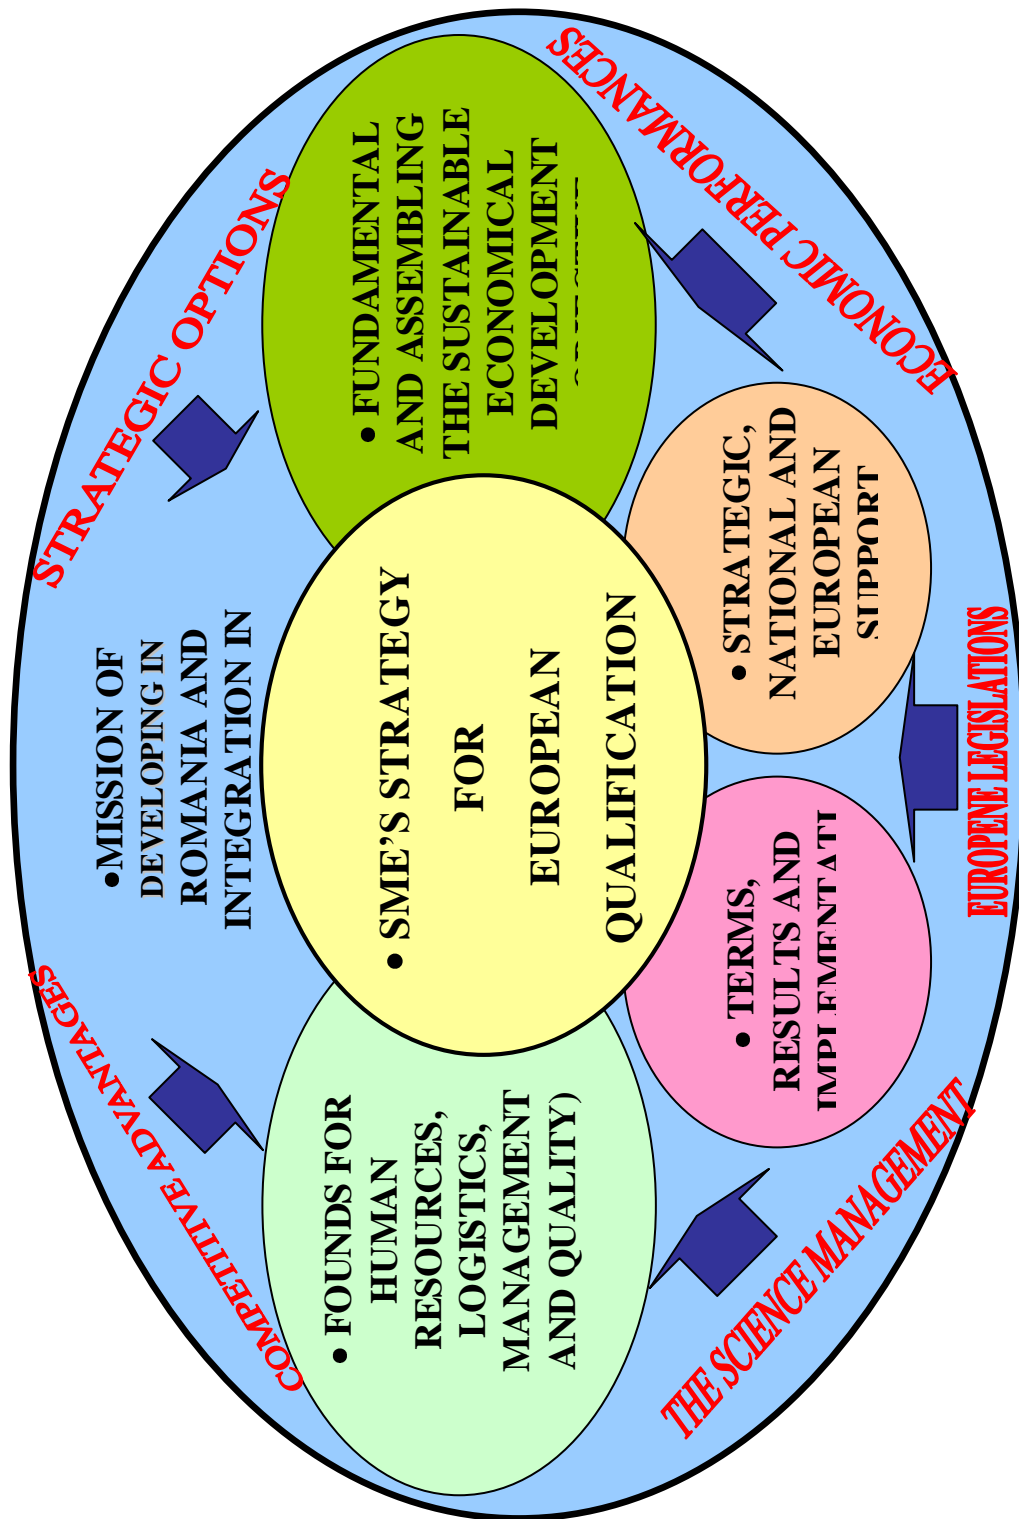 COMPETITIVE ADVANTAGES
STRATEGIC OPTIONS
•MISSION OF
DEVELOPING IN
ROMANIA AND
INTEGRATION IN
• FOUNDS FOR
HUMAN
RESOURCES,
LOGISTICS,
MANAGEMENT
AND QUALITY)
• SME’S STRATEGY
FOR
EUROPEAN
QUALIFICATION
• FUNDAMENTAL
AND ASSEMBLING
THE SUSTAINABLE
ECONOMICAL
DEVELOPMENT
• TERMS,
RESULTS AND
IMPLEMENTATI
• STRATEGIC,
NATIONAL AND
EUROPEAN
SUPPORT
THE SCIENCE MANAGEMENT
EUROPENE LEGISLATIONS
ECONOMIC PERFORMANCES